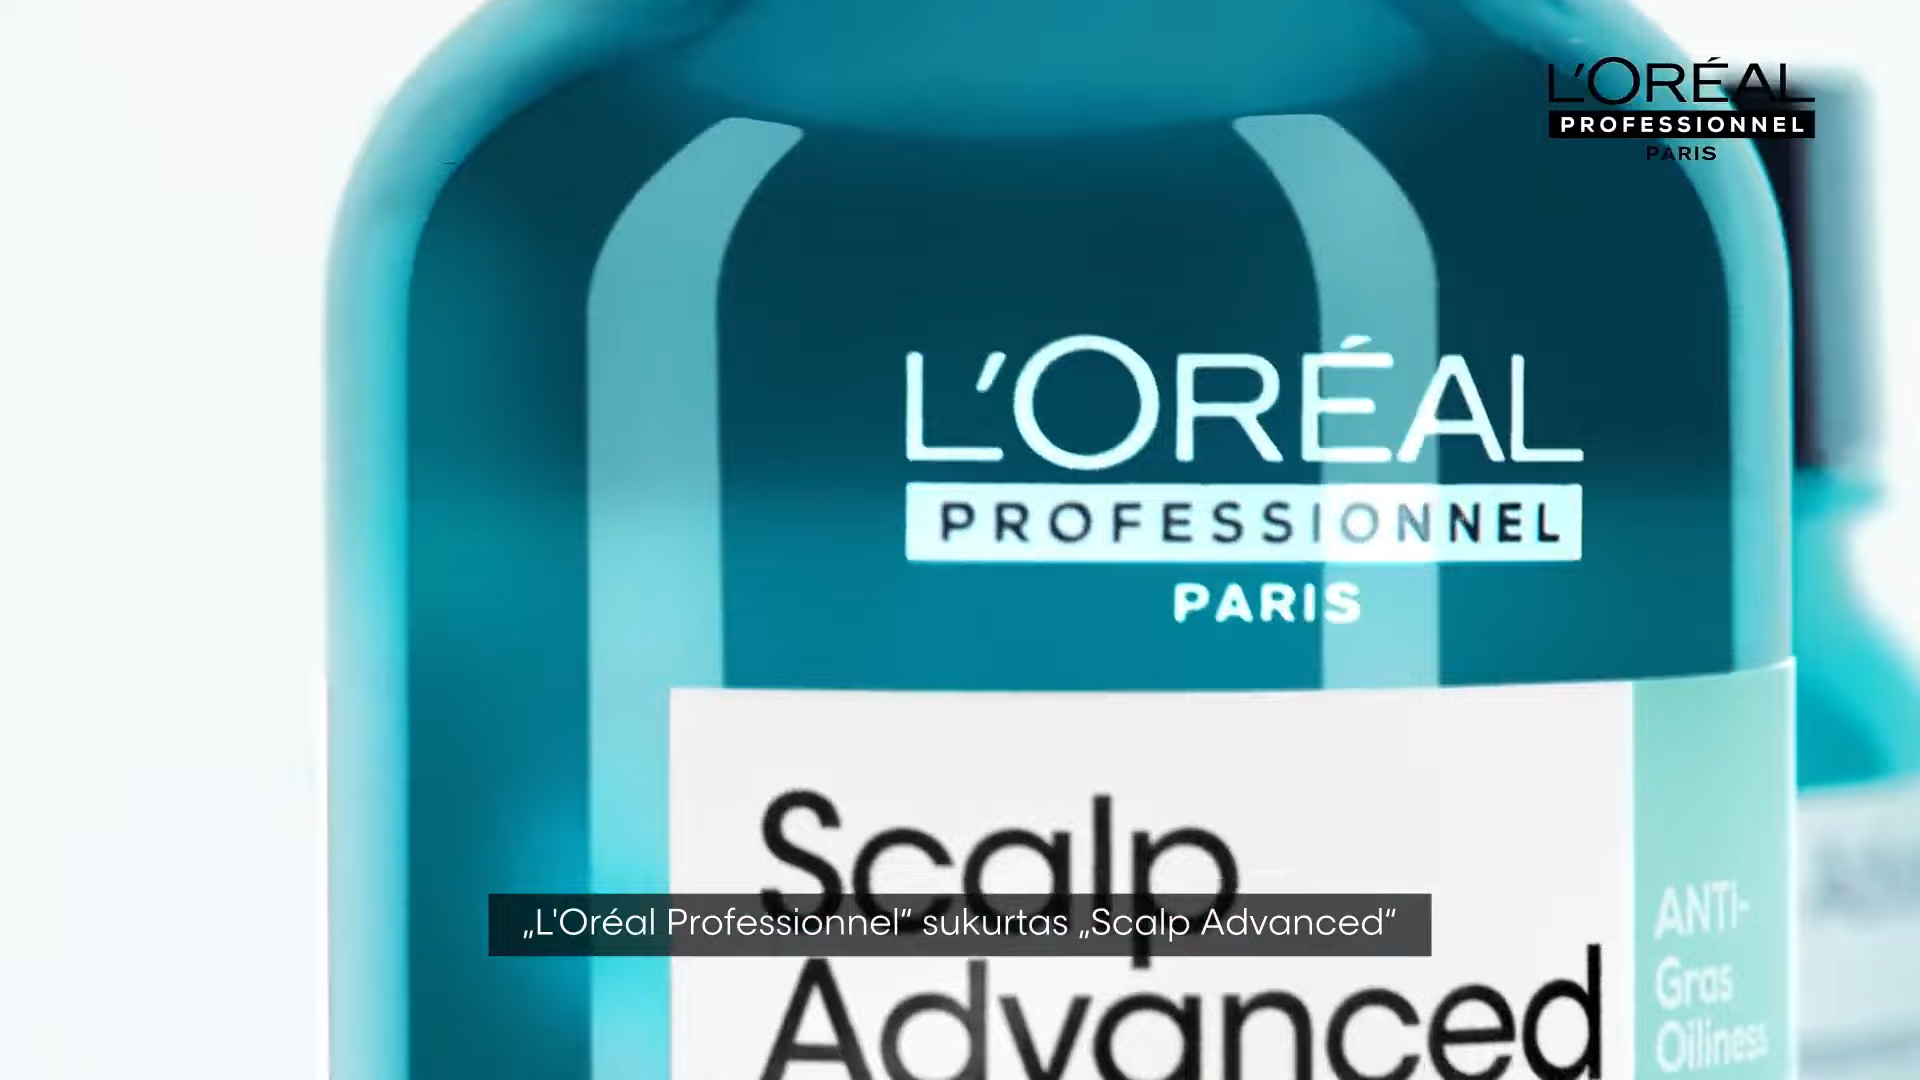 L'ORÉAL
PROFESSIONNEL
PARIS
L'ORÉAL
PROFESSIONNEL
PARIS
Scalp
„L'Oréal Professionnel“ sukurtas „Scalp Advanced“
Advanced
ANTI-
Gras
Oiliness